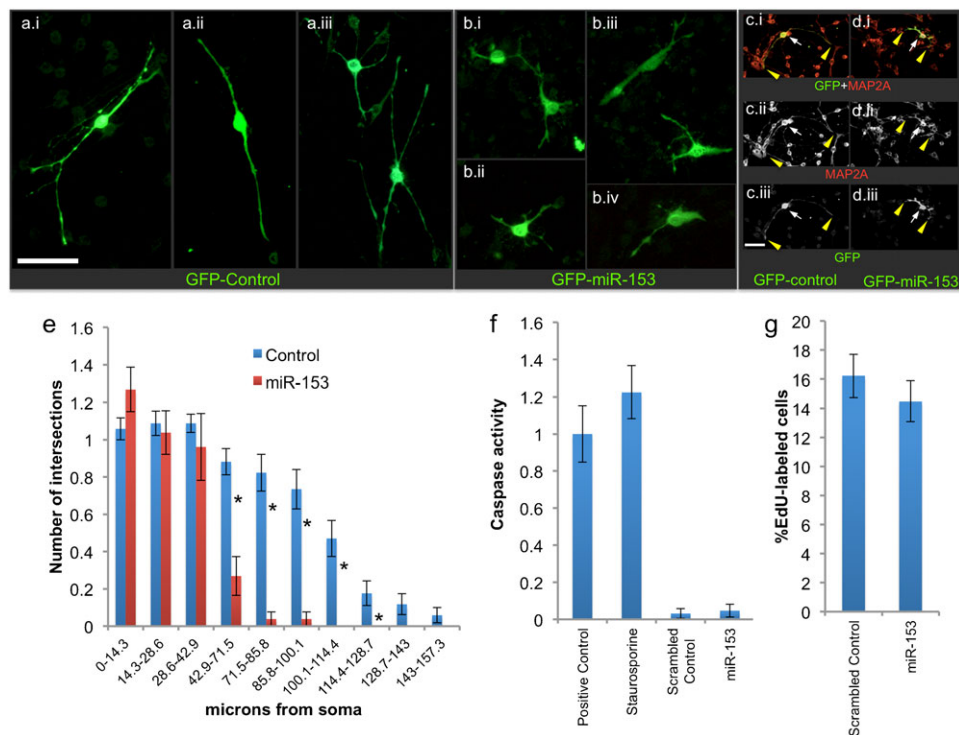 a.i
a.ii
a.iii
b.i
b.iii
b.ii
b.iv
c.i
d.i
GFP+MAP2A
c.ii
d.ii
MAP2A
c.iii
d.iii
GFP
GFP-Control
GFP-miR-153
GFP-control
GFP-miR-153
e
Number of intersections
1.6
1.4
1.2
1
0.8
0.6
0.4
0.2
0
Control
miR-153
*
*
*
*
*
0-14.3
14.3-28.6
28.6-42.9
42.9-71.5
71.5-85.8
85.8-100.1
100.1-114.4
114.4-128.7
128.7-143
143-157.3
microns from soma
f
Caspase activity
1.6
1.4
1.2
1
0.8
0.6
0.4
0.2
0
Positive Control
Staurosporine
Scrambled
Control
miR-153
g
%EdU-labeled cells
20
18
16
14
12
10
8
6
4
2
0
Scrambled Control
miR-153